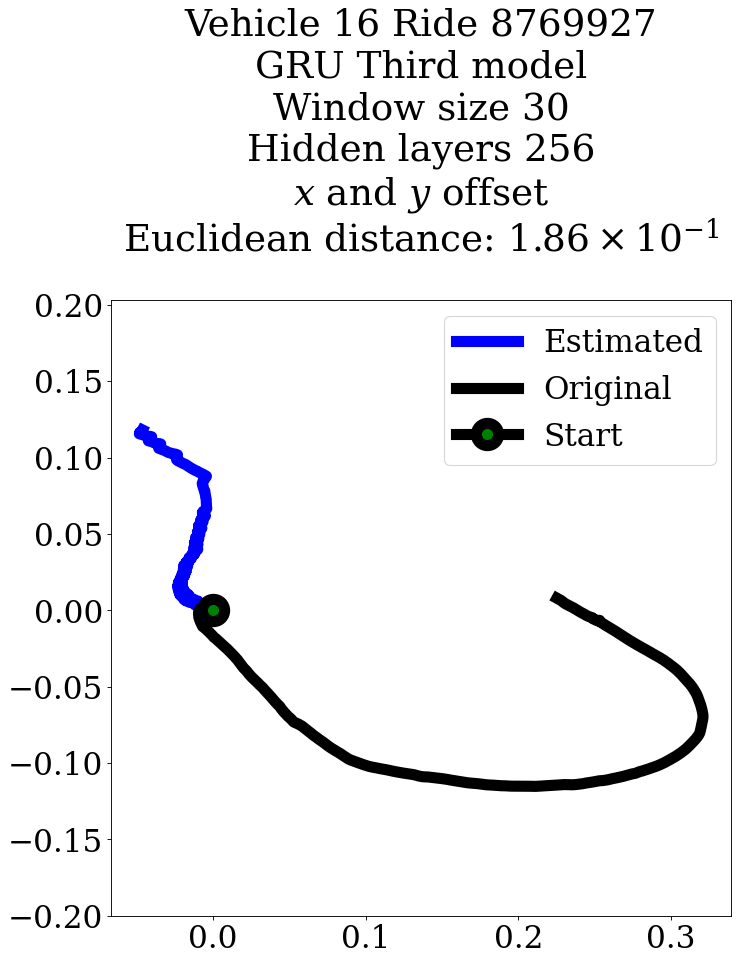 Vehicle 16 Ride 8769927
GRU Third model
Window size 30
Hidden layers 256
x and y offset
Euclidean distance: 1.86 × 10⁻¹
0.20
0.15
0.10
0.05
0.00
−0.05
−0.10
−0.15
−0.20
Estimated
Original
Start
0.0 0.1 0.2 0.3